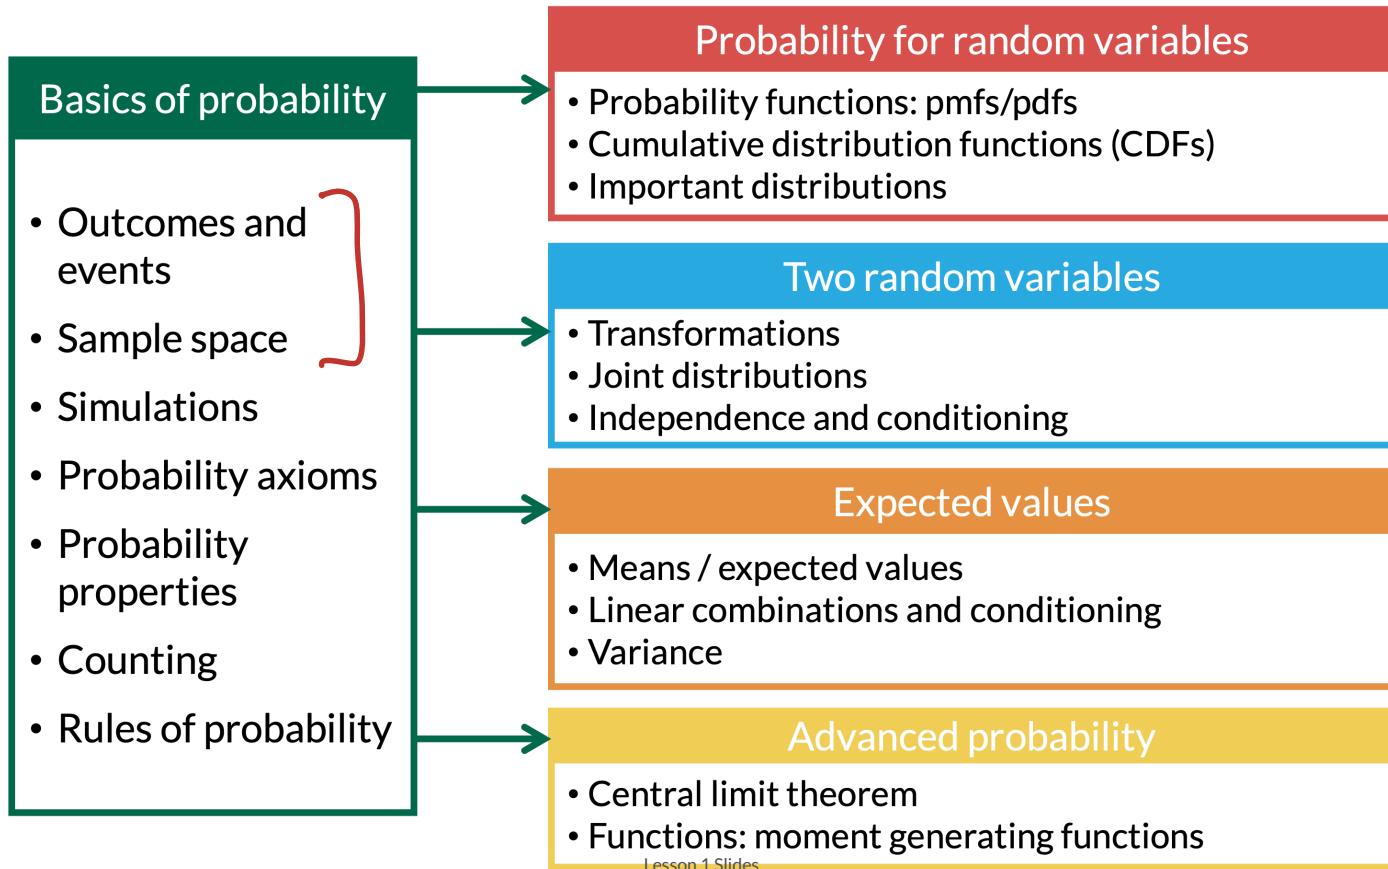 Basics of probability
• Outcomes and
events
• Sample space
• Simulations
• Probability axioms
• Probability
properties
• Counting
• Rules of probability
Probability for random variables
• Probability functions: pmfs/pdfs
• Cumulative distribution functions (CDFs)
• Important distributions
Two random variables
• Transformations
• Joint distributions
• Independence and conditioning
Expected values
• Means / expected values
• Linear combinations and conditioning
• Variance
Advanced probability
• Central limit theorem
• Functions: moment generating functions
Lesson 1 Slides